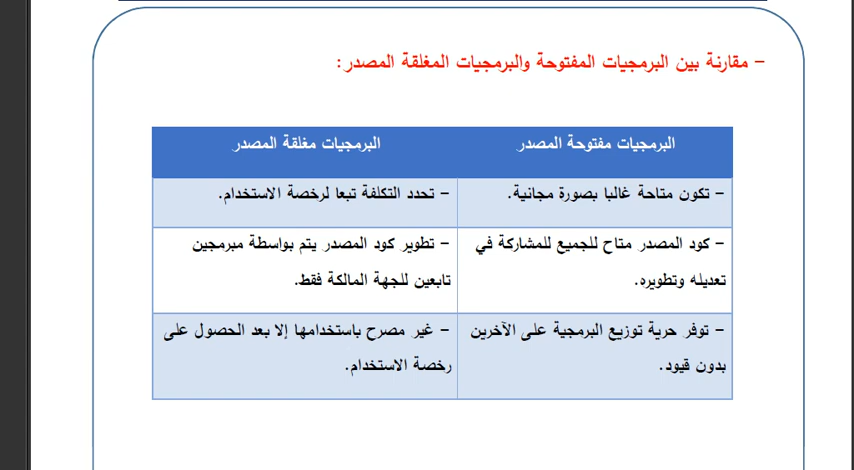 - مقارنة بين البرمجيات المفتوحة والبرمجيات المغلقة المصدر:
البرمجيات مفتوحة المصدر
البرمجيات مغلقة المصدر
- تكون متاحة غالبا بصورة مجانية.
- تحدد التكلفة تبعا لرخصة الاستخدام.
- كود المصدر متاح للجميع للمشاركة في
تعديله وتطويره.
- تطوير كود المصدر يتم بواسطة مبرمجين
تابعين للجهة المالكة فقط.
- توفر حرية توزيع البرمجية على الآخرين
بدون قيود.
- غير مصرح باستخدامها إلا بعد الحصول على
رخصة الاستخدام.